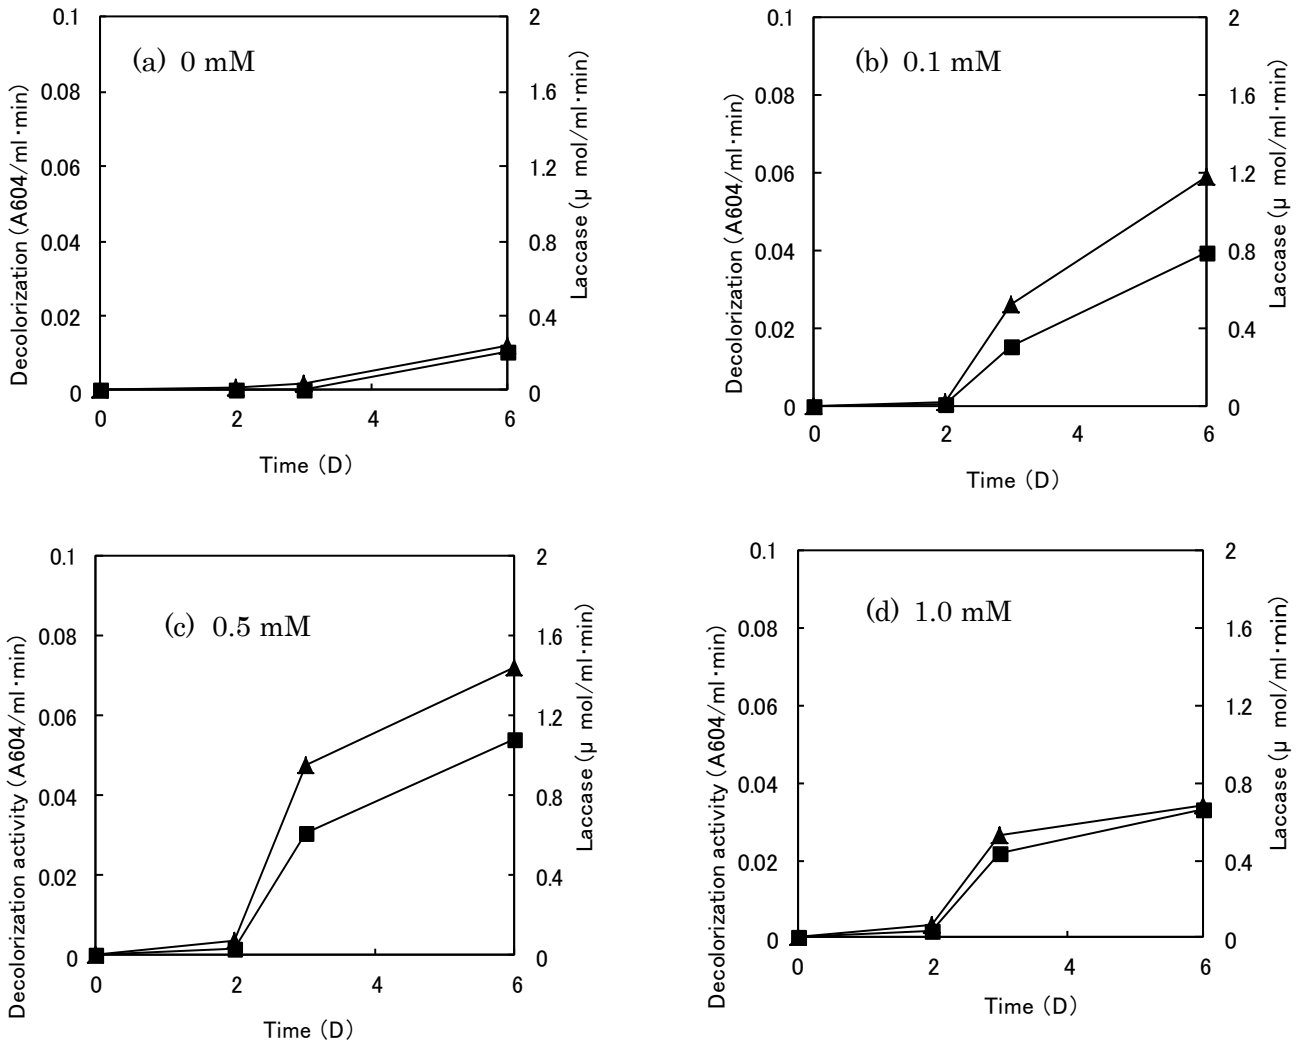 (a) 0 mM
Decolorization (A604/ml·min)
0.1
0.08
0.06
0.04
0.02
0
2
1.6
1.2
0.8
0.4
0
Laccase (μ mol/ml·min)
0 2 4 6
Time (D)
(b) 0.1 mM
Decolorization (A604/ml·min)
0.1
0.08
0.06
0.04
0.02
0
2
1.6
1.2
0.8
0.4
0
Laccase (μ mol/ml·min)
0 2 4 6
Time (D)
(c) 0.5 mM
Decolorization activity (A604/ml·min)
0.1
0.08
0.06
0.04
0.02
0
2
1.6
1.2
0.8
0.4
0
Laccase (μ mol/ml·min)
0 2 4 6
Time (D)
(d) 1.0 mM
Decolorization activity (A604/ml·min)
0.1
0.08
0.06
0.04
0.02
0
2
1.6
1.2
0.8
0.4
0
Laccase (μ mol/ml·min)
0 2 4 6
Time (D)